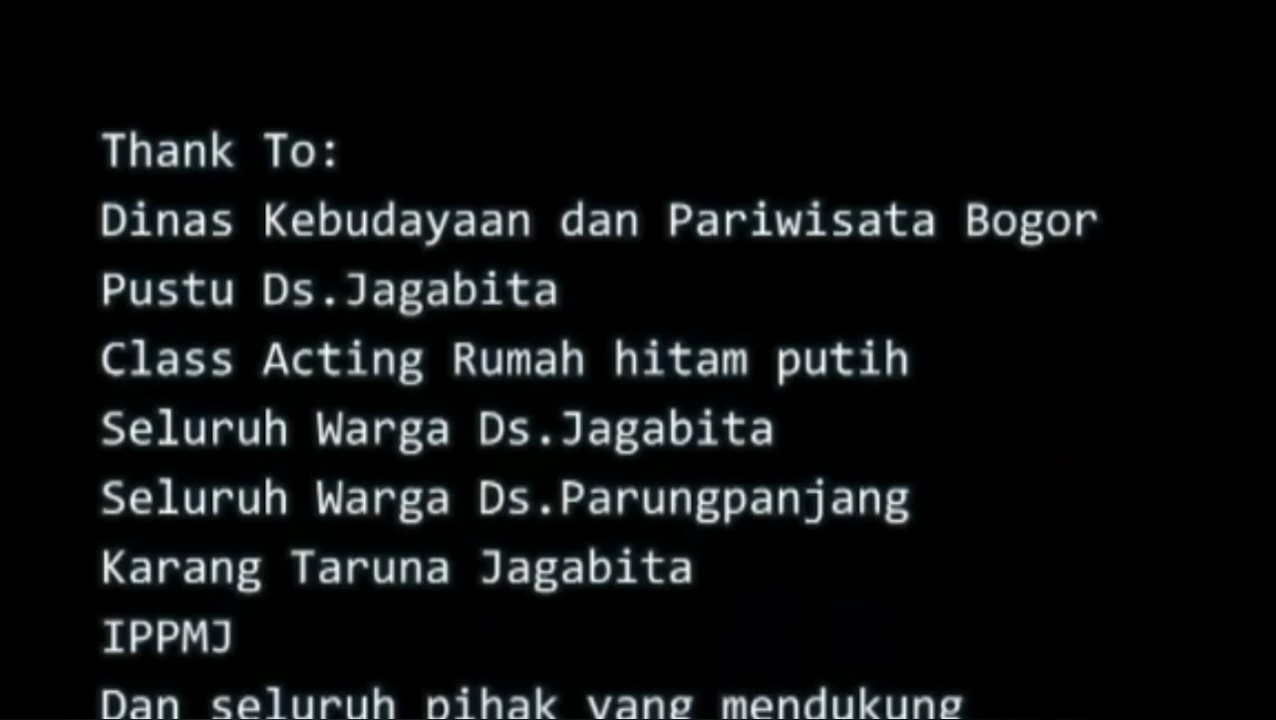 Thank To:
Dinas Kebudayaan dan Pariwisata Bogor
Pustu Ds.Jagabita
Class Acting Rumah hitam putih
Seluruh Warga Ds.Jagabita
Seluruh Warga Ds.Parungpanjang
Karang Taruna Jagabita
IPPMJ
Dan seluruh pihak yang mendukung